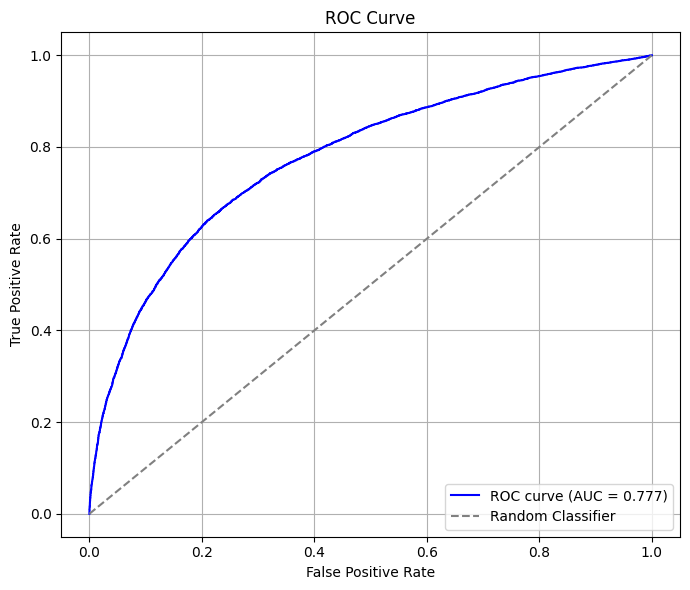 ROC Curve
1.0
0.8
0.6
0.4
0.2
0.0
True Positive Rate
0.0 0.2 0.4 0.6 0.8 1.0
False Positive Rate
ROC curve (AUC = 0.777)
Random Classifier